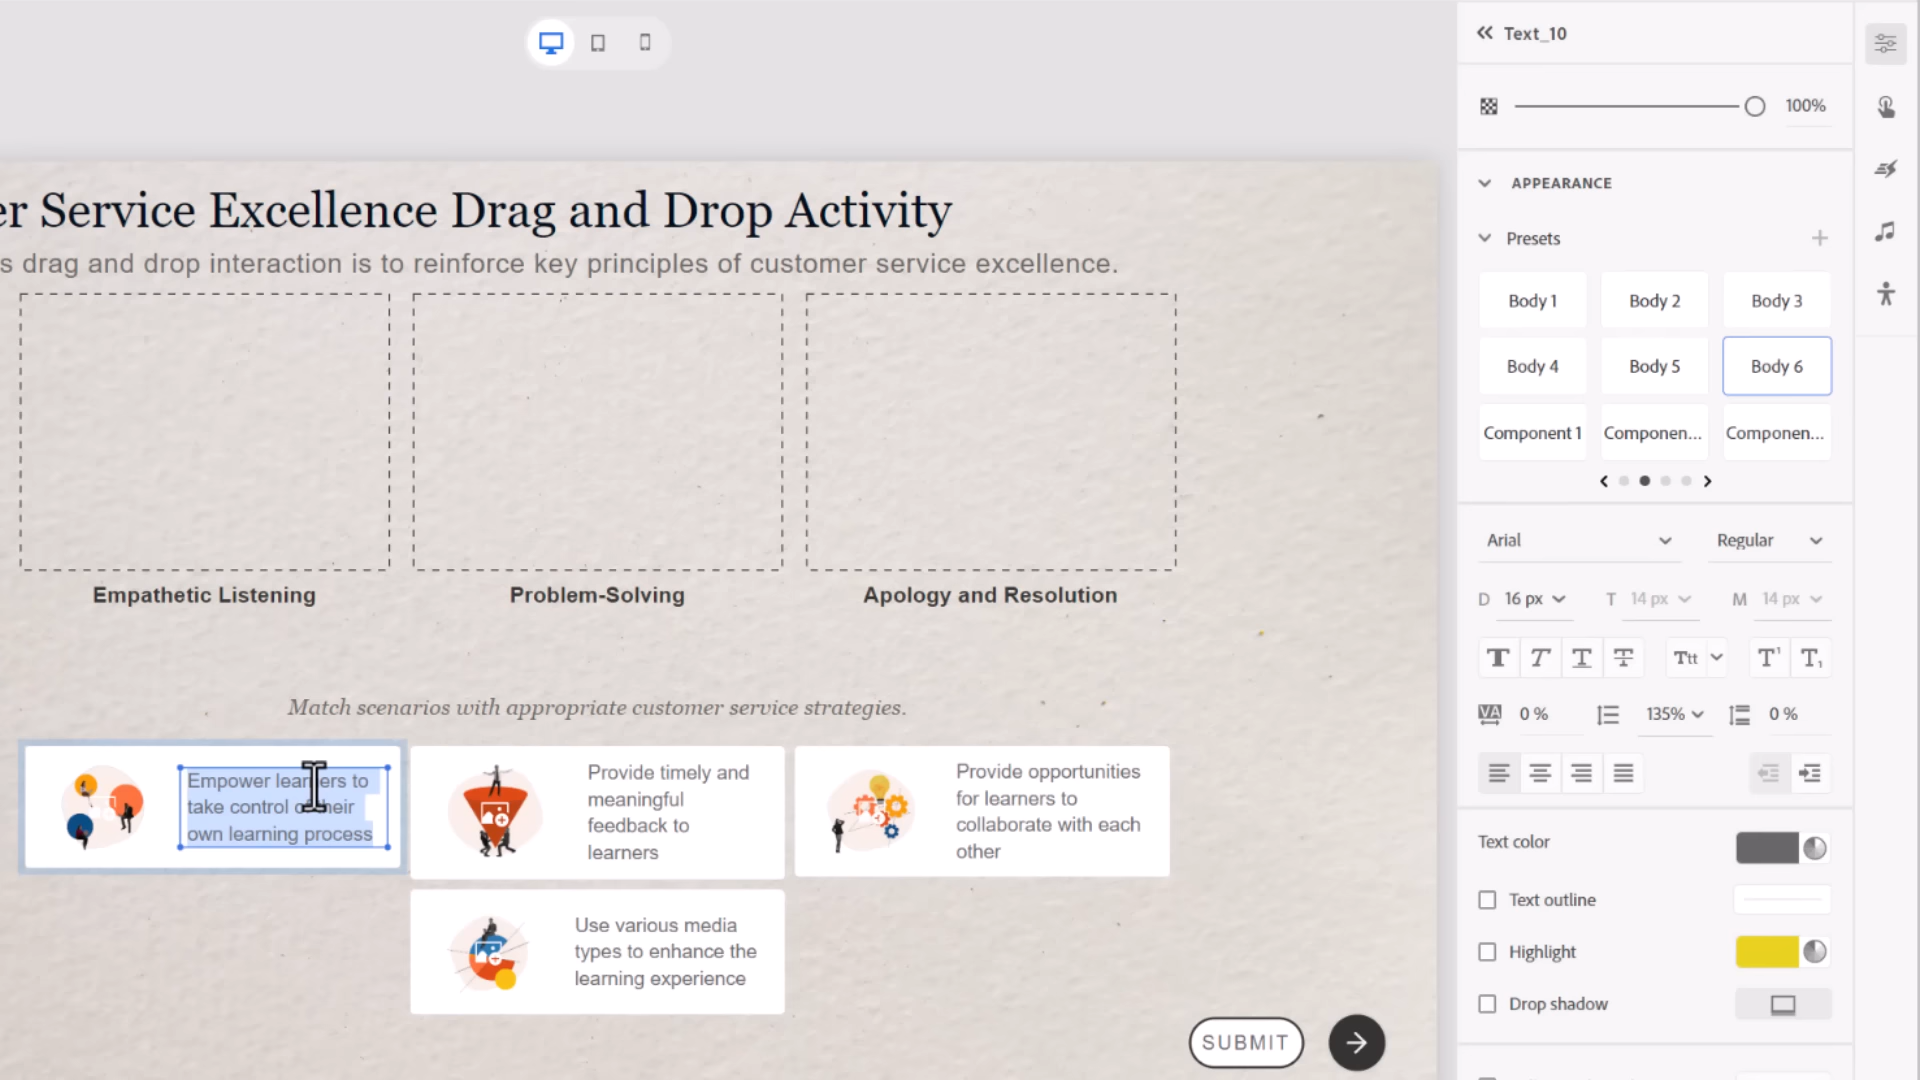 Text_10
100%
APPEARANCE
Presets
Body 1
Body 2
Body 3
Body 4
Body 5
Body 6
Component 1
Componen...
Componen...
Arial
Regular
D 16 px
T 14 px
M 14 px
0 %
135%
0 %
Text color
Text outline
Highlight
Drop shadow
er Service Excellence Drag and Drop Activity
s drag and drop interaction is to reinforce key principles of customer service excellence.
Empathetic Listening
Problem-Solving
Apology and Resolution
Match scenarios with appropriate customer service strategies.
Empower learners to
take control of their
own learning process
Provide timely and
meaningful
feedback to
learners
Provide opportunities
for learners to
collaborate with each
other
Use various media
types to enhance the
learning experience
SUBMIT